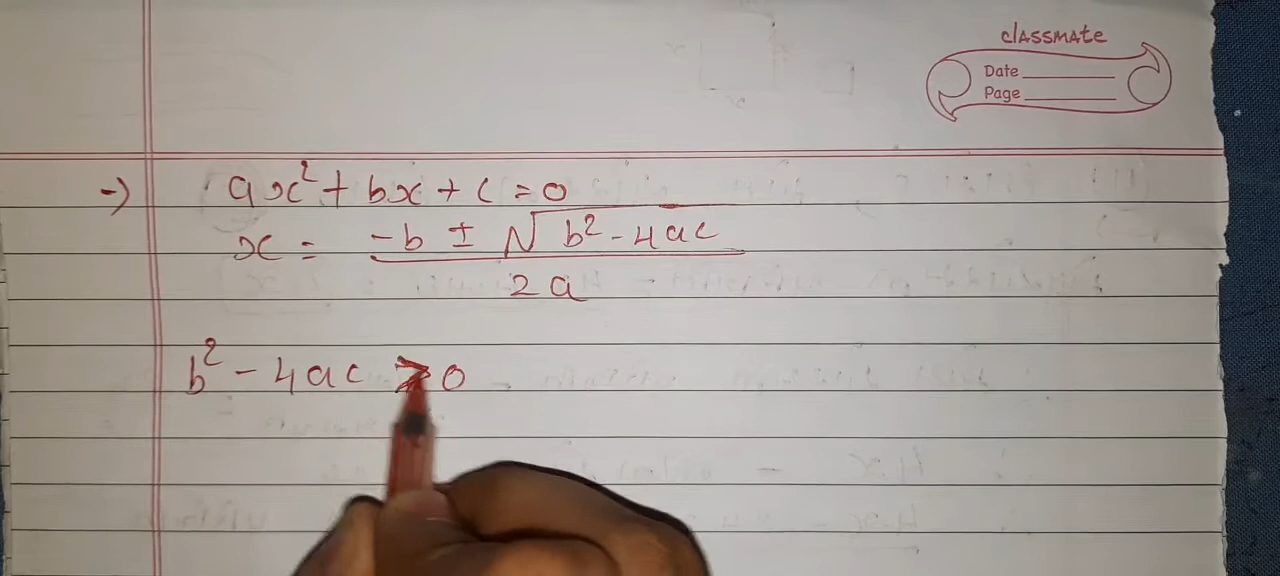 classmate
Date
Page
-) ax² + bx + c = 0
x = -b ± √b² - 4ac
2a
b² - 4ac > 0